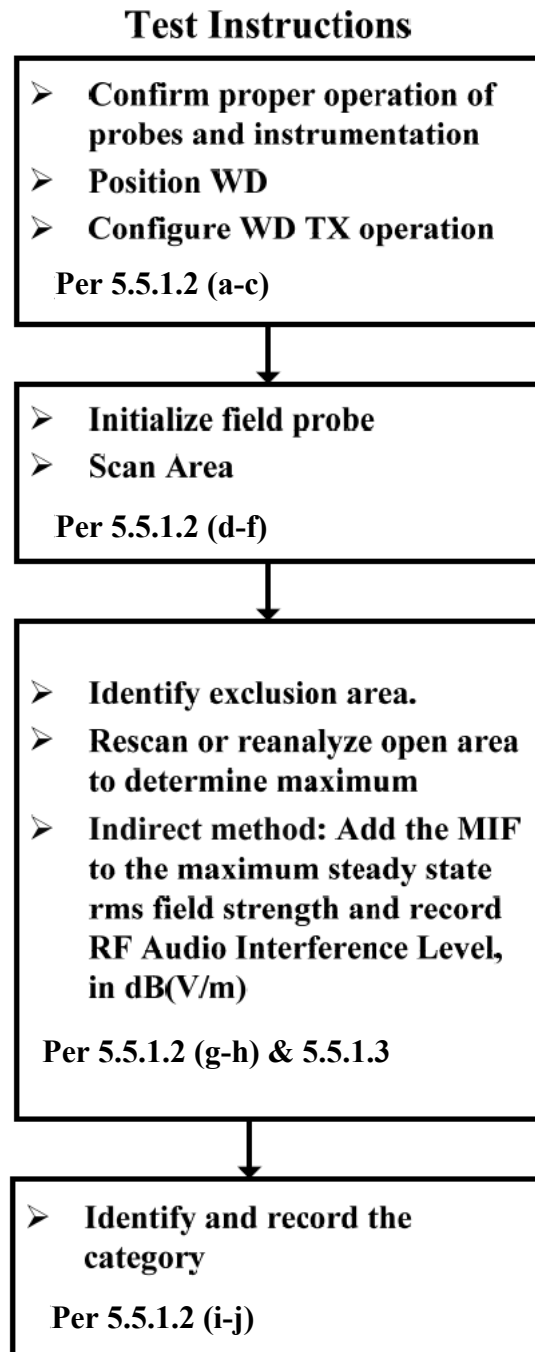 Test Instructions
➢ Confirm proper operation of
probes and instrumentation
➢ Position WD
➢ Configure WD TX operation
Per 5.5.1.2 (a-c)
➢ Initialize field probe
➢ Scan Area
Per 5.5.1.2 (d-f)
➢ Identify exclusion area.
➢ Rescan or reanalyze open area
to determine maximum
➢ Indirect method: Add the MIF
to the maximum steady state
rms field strength and record
RF Audio Interference Level,
in dB(V/m)
Per 5.5.1.2 (g-h) & 5.5.1.3
➢ Identify and record the
category
Per 5.5.1.2 (i-j)